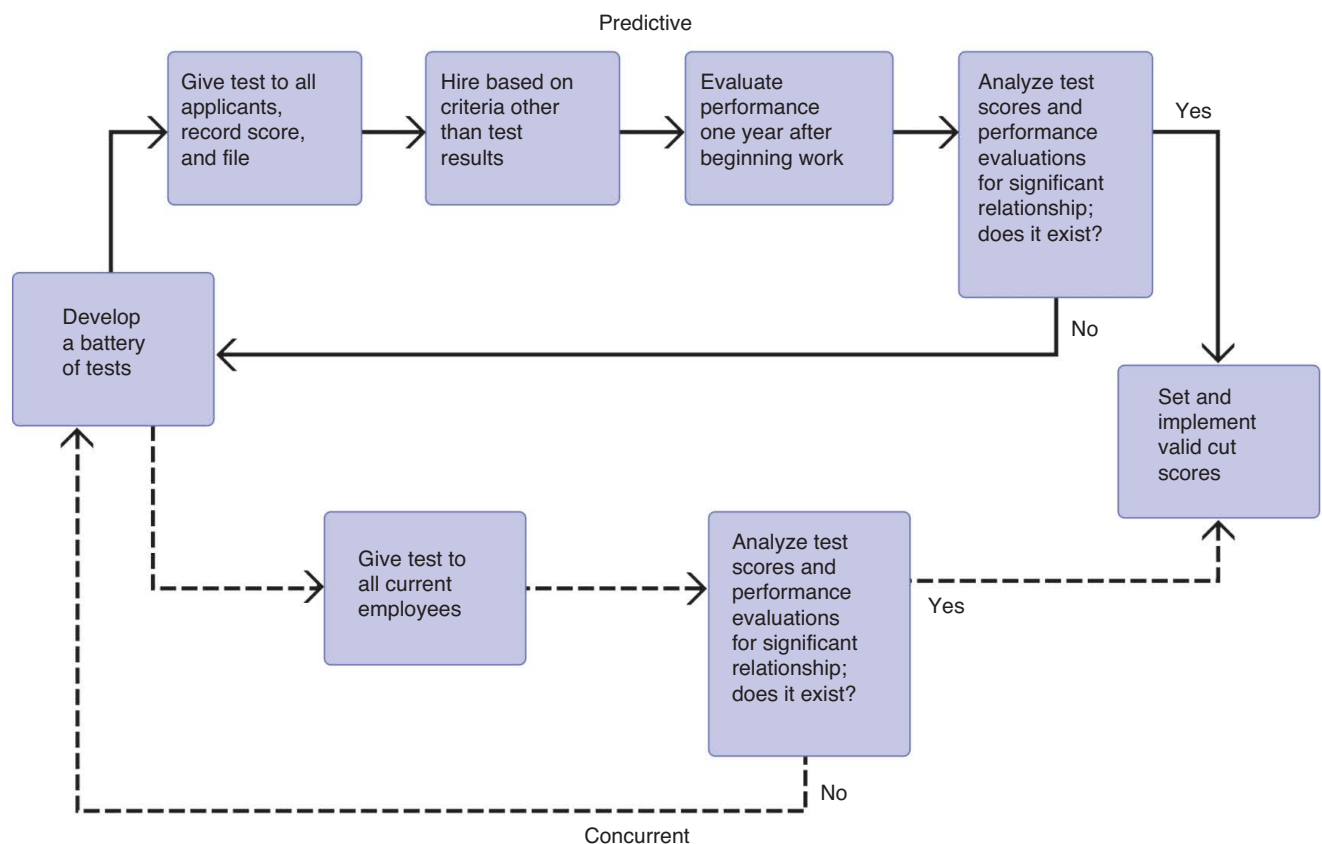 Predictive
Give test to all
applicants,
record score,
and file
Hire based on
criteria other
than test
results
Evaluate
performance
one year after
beginning work
Analyze test
scores and
performance
evaluations
for significant
relationship;
does it exist?
Yes
No
Develop
a battery
of tests
Set and
implement
valid cut
scores
Give test to
all current
employees
Analyze test
scores and
performance
evaluations
for significant
relationship;
does it exist?
Yes
No
Concurrent